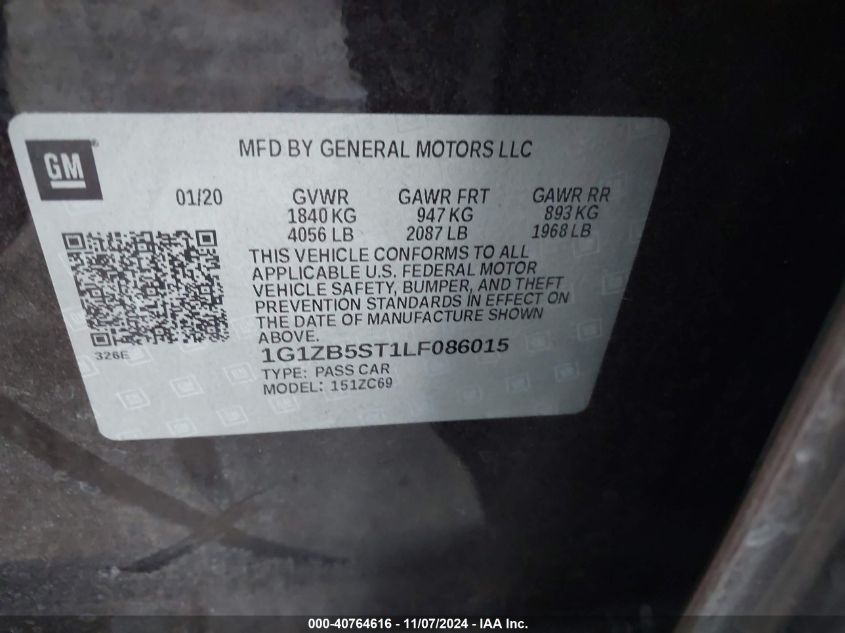 GM
MFD BY GENERAL MOTORS LLC
01/20 GVWR GAWR FRT GAWR RR
1840 KG 947 KG 893 KG
4056 LB 2087 LB 1968 LB
THIS VEHICLE CONFORMS TO ALL
APPLICABLE U.S. FEDERAL MOTOR
VEHICLE SAFETY, BUMPER, AND THEFT
PREVENTION STANDARDS IN EFFECT ON
THE DATE OF MANUFACTURE SHOWN
ABOVE.
326E
1G1ZB5ST1LF086015
TYPE: PASS CAR
MODEL: 151ZC69
000-40764616 - 11/07/2024 - IAA Inc.